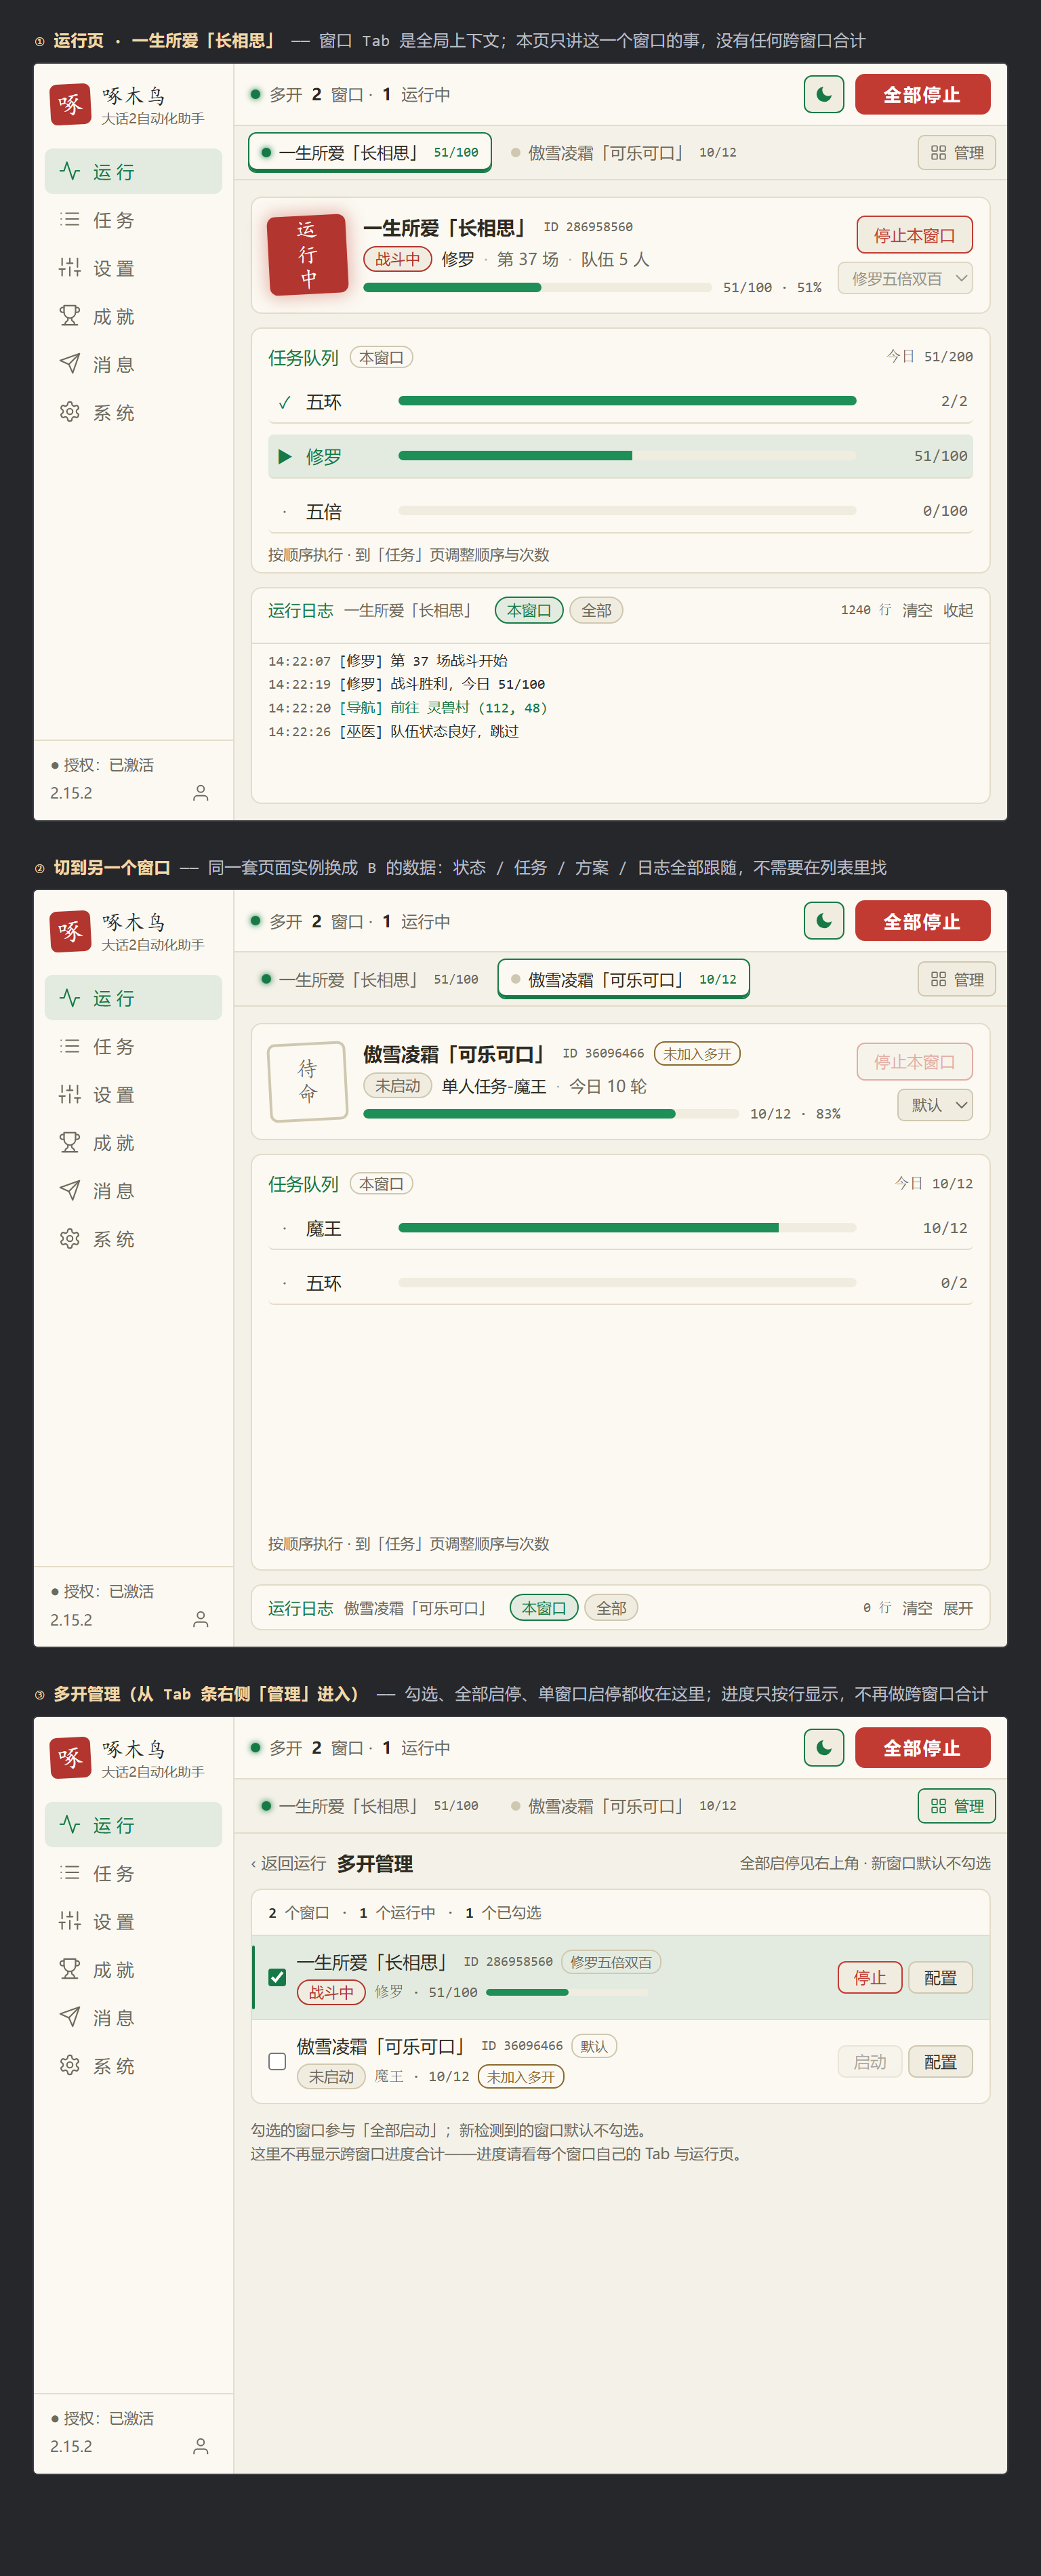 ① 运行页 · 一生所爱「长相思」 —— 窗口 Tab 是全局上下文；本页只讲这一个窗口的事，没有任何跨窗口合计
啄 啄木鸟
大话2自动化助手
运行
任务
设置
成就
消息
系统
● 授权：已激活
2.15.2
多开 2 窗口 · 1 运行中
全部停止
一生所爱「长相思」 51/100 傲雪凌霜「可乐可口」 10/12 管理
运行中
一生所爱「长相思」 ID 286958560 停止本窗口
战斗中 修罗 · 第 37 场 · 队伍 5 人
51/100 · 51% 修罗五倍双百
任务队列 本窗口 今日 51/200
✓ 五环 2/2
▶ 修罗 51/100
· 五倍 0/100
按顺序执行 · 到「任务」页调整顺序与次数
运行日志 一生所爱「长相思」 本窗口 全部 1240 行 清空 收起
14:22:07 [修罗] 第 37 场战斗开始
14:22:19 [修罗] 战斗胜利，今日 51/100
14:22:20 [导航] 前往 灵兽村 (112, 48)
14:22:26 [巫医] 队伍状态良好，跳过
② 切到另一个窗口 —— 同一套页面实例换成 B 的数据：状态 / 任务 / 方案 / 日志全部跟随，不需要在列表里找
啄 啄木鸟
大话2自动化助手
运行
任务
设置
成就
消息
系统
● 授权：已激活
2.15.2
多开 2 窗口 · 1 运行中
全部停止
一生所爱「长相思」 51/100 傲雪凌霜「可乐可口」 10/12 管理
待命
傲雪凌霜「可乐可口」 ID 36096466 未加入多开 停止本窗口
未启动 单人任务-魔王 · 今日 10 轮
10/12 · 83% 默认
任务队列 本窗口 今日 10/12
· 魔王 10/12
· 五环 0/2
按顺序执行 · 到「任务」页调整顺序与次数
运行日志 傲雪凌霜「可乐可口」 本窗口 全部 0 行 清空 展开
③ 多开管理（从 Tab 条右侧「管理」进入） —— 勾选、全部启停、单窗口启停都收在这里；进度只按行显示，不再做跨窗口合计
啄 啄木鸟
大话2自动化助手
运行
任务
设置
成就
消息
系统
● 授权：已激活
2.15.2
多开 2 窗口 · 1 运行中
全部停止
一生所爱「长相思」 51/100 傲雪凌霜「可乐可口」 10/12 管理
‹ 返回运行 多开管理 全部启停见右上角 · 新窗口默认不勾选
2 个窗口 · 1 个运行中 · 1 个已勾选
一生所爱「长相思」 ID 286958560 修罗五倍双百
战斗中 修罗 · 51/100 停止 配置
傲雪凌霜「可乐可口」 ID 36096466 默认
未启动 魔王 · 10/12 未加入多开 启动 配置
勾选的窗口参与「全部启动」；新检测到的窗口默认不勾选。
这里不再显示跨窗口进度合计——进度请看每个窗口自己的 Tab 与运行页。